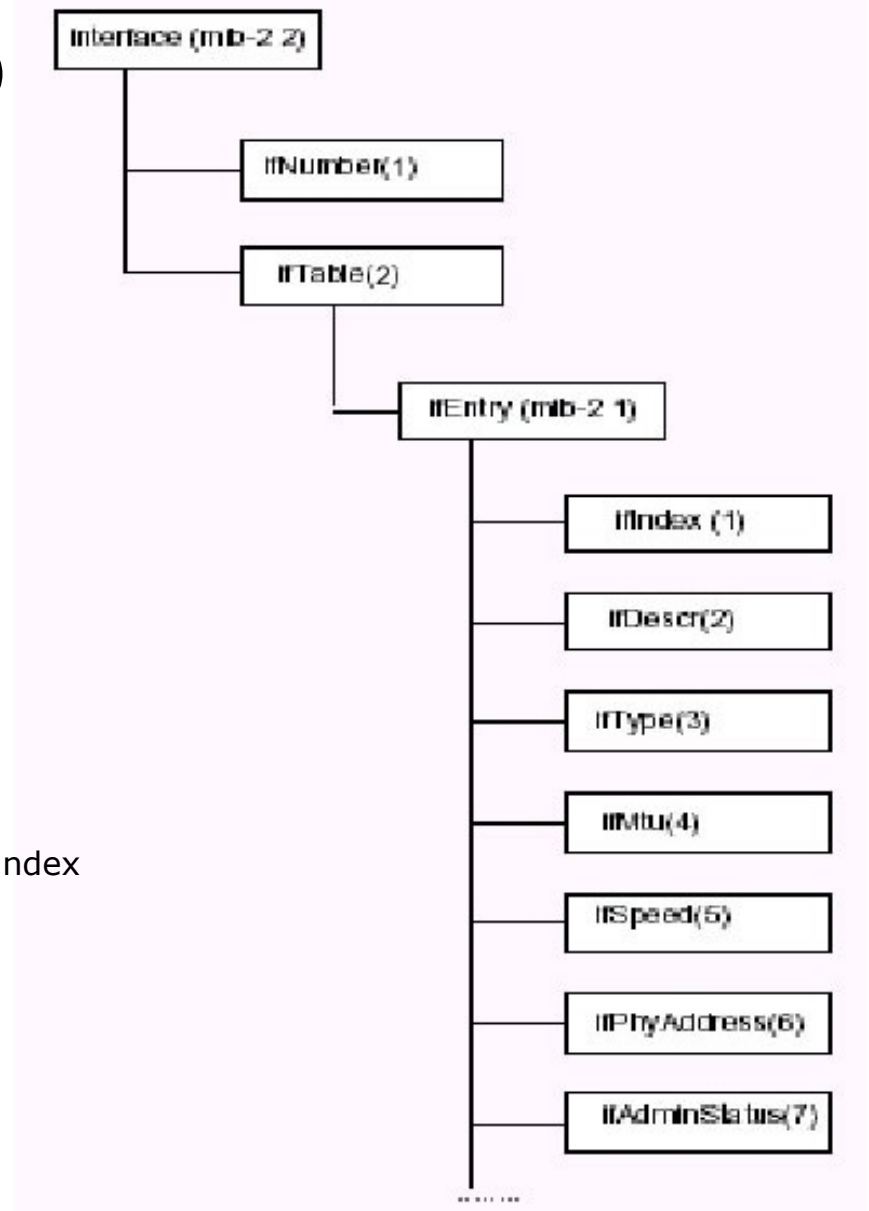 )
Interface (mib-2 2)
ifNumber(1)
ifTable(2)
ifEntry (mib-2 1)
ifIndex (1)
ifDescr(2)
ifType(3)
ifMtu(4)
ndex
ifSpeed(5)
ifPhyAddress(6)
ifAdminStatus(7)